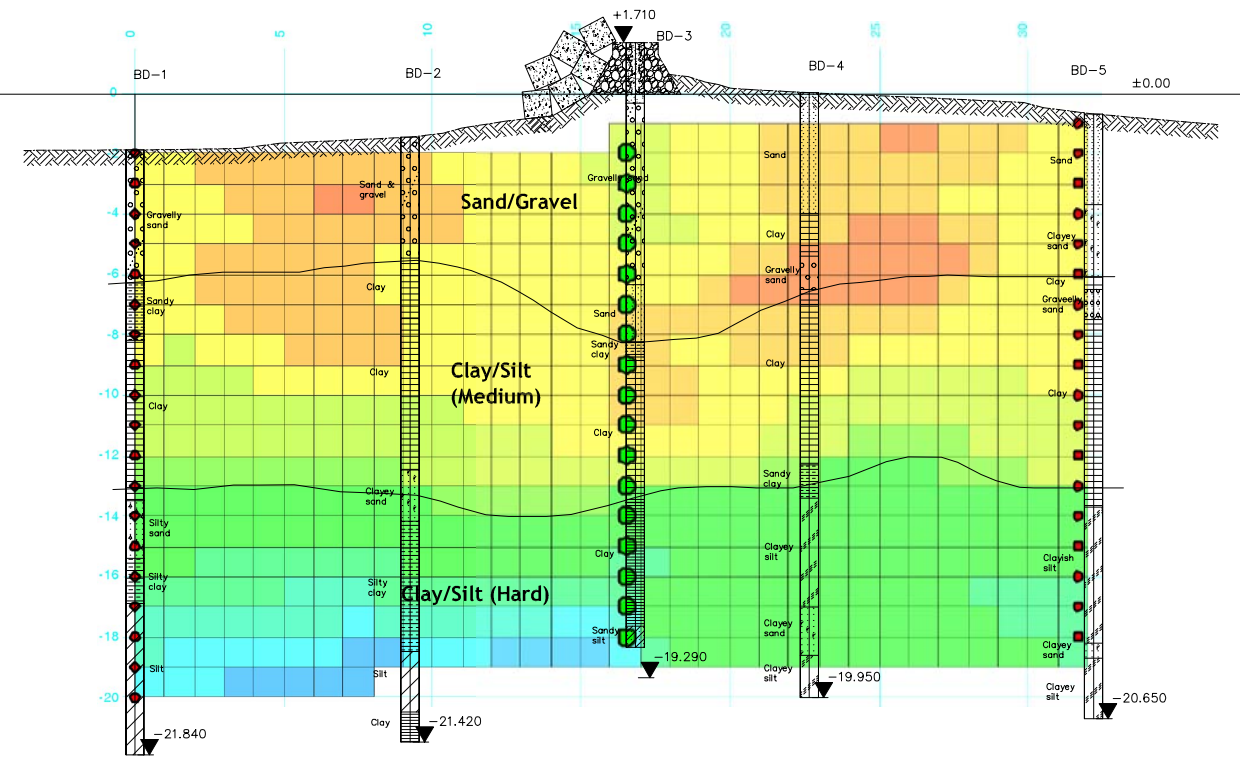 +1.710
0
5
10
20
25
30
BD-1
BD-2
BD-3
BD-4
BD-5
±0.00
0
-4
-6
-8
-10
-12
-14
-16
-18
-20
Gravelly
sand
Sandy
clay
Clay
Silty
sand
Silty
clay
Silt
-21.840
Sand &
gravel
Clay
Clay
Clayey
sand
Silty
clay
Silt
Clay
-21.420
Sand/Gravel
Clay/Silt
(Medium)
Clay/Silt (Hard)
Gravelly sand
Sand
Sandy
clay
Clay
Clay
Sandy
silt
-19.290
Sand
Clay
Gravelly
sand
Clay
Sandy
clay
Clayey
silt
Clayey
sand
Clayey
silt
-19.950
Sand
Clayey
sand
Clay
Graveelly
sand
Clay
Clayish
silt
Clayey
sand
Clayey
silt
-20.650